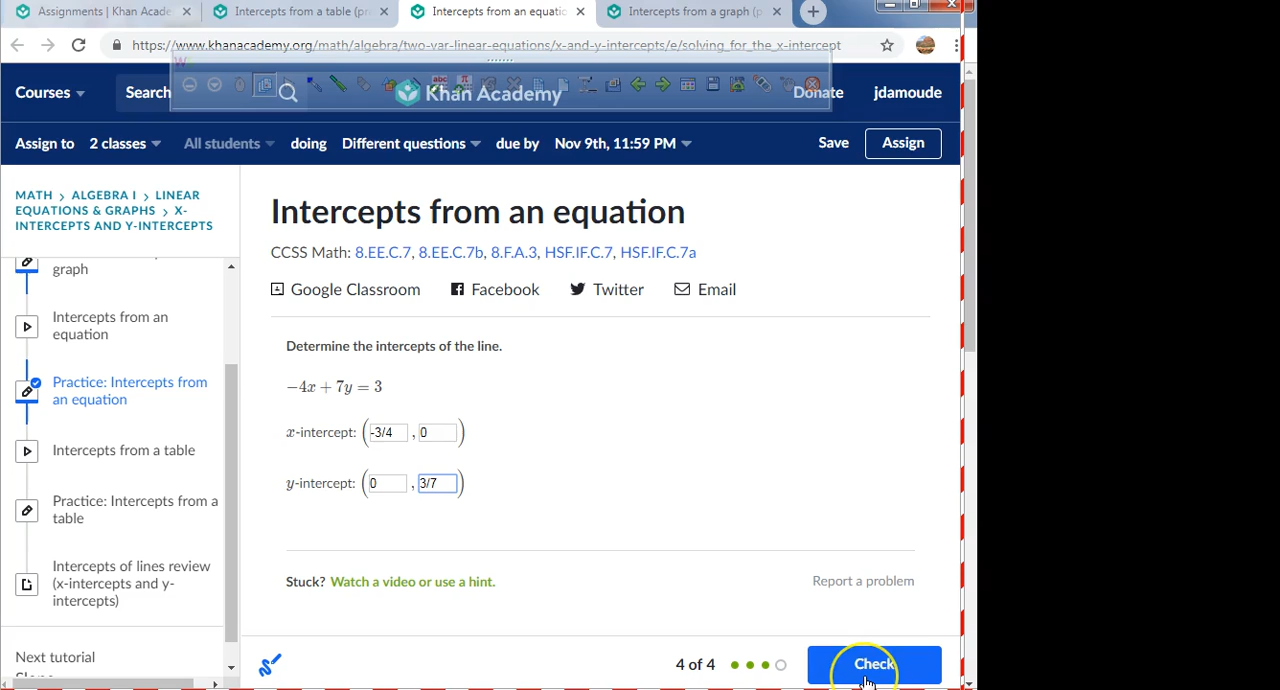 Assignments | Khan Acade
Intercepts from a table (pr
Intercepts from an equatio
Intercepts from a graph (p
https://www.khanacademy.org/math/algebra/two-var-linear-equations/x-and-y-intercepts/e/solving_for_the_x-intercept
Courses
Search
Khan Academy
Donate
jdamoude
Assign to 2 classes All students doing Different questions due by Nov 9th, 11:59 PM
Save
Assign
MATH > ALGEBRA I > LINEAR
EQUATIONS & GRAPHS > X-
INTERCEPTS AND Y-INTERCEPTS
graph
Intercepts from an
equation
Practice: Intercepts from
an equation
Intercepts from a table
Practice: Intercepts from a
table
Intercepts of lines review
(x-intercepts and y-
intercepts)
Next tutorial
Intercepts from an equation
CCSS Math: 8.EE.C.7, 8.EE.C.7b, 8.F.A.3, HSF.IF.C.7, HSF.IF.C.7a
Google Classroom
Facebook
Twitter
Email
Determine the intercepts of the line.
−4x + 7y = 3
x-intercept: (-3/4 , 0)
y-intercept: (0 , 3/7)
Stuck? Watch a video or use a hint.
Report a problem
4 of 4
Check